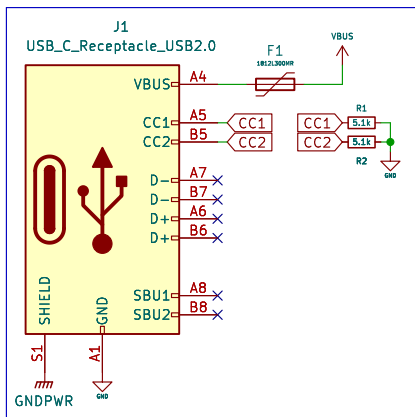 J1
USB_C_Receptacle_USB2.0
F1
1812L300MR
VBUS
VBUS A4
CC1 A5 CC1
CC2 B5 CC2
CC1 5.1k R1
CC2 5.1k R2
GND
D- A7
D- B7
D+ A6
D+ B6
SBU1 A8
SBU2 B8
SHIELD
GND
S1
A1
GNDPWR
GND